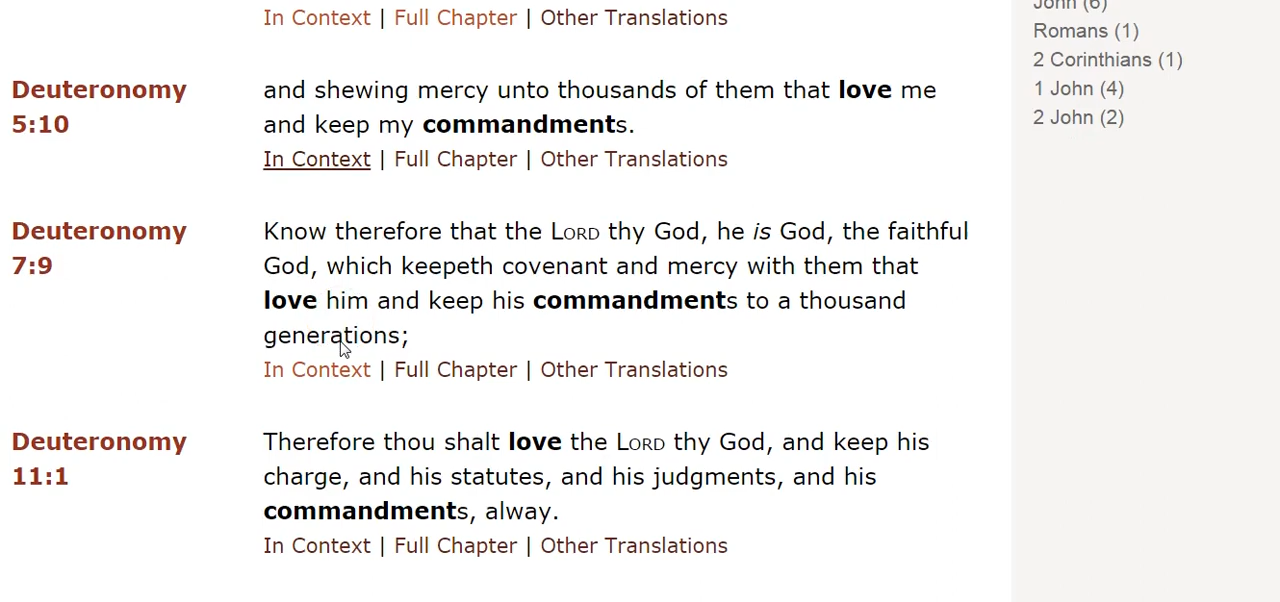 In Context | Full Chapter | Other Translations
Deuteronomy
5:10
and shewing mercy unto thousands of them that love me
and keep my commandments.
In Context | Full Chapter | Other Translations
Deuteronomy
7:9
Know therefore that the LORD thy God, he is God, the faithful
God, which keepeth covenant and mercy with them that
love him and keep his commandments to a thousand
generations;
In Context | Full Chapter | Other Translations
Deuteronomy
11:1
Therefore thou shalt love the LORD thy God, and keep his
charge, and his statutes, and his judgments, and his
commandments, alway.
In Context | Full Chapter | Other Translations
John (6)
Romans (1)
2 Corinthians (1)
1 John (4)
2 John (2)